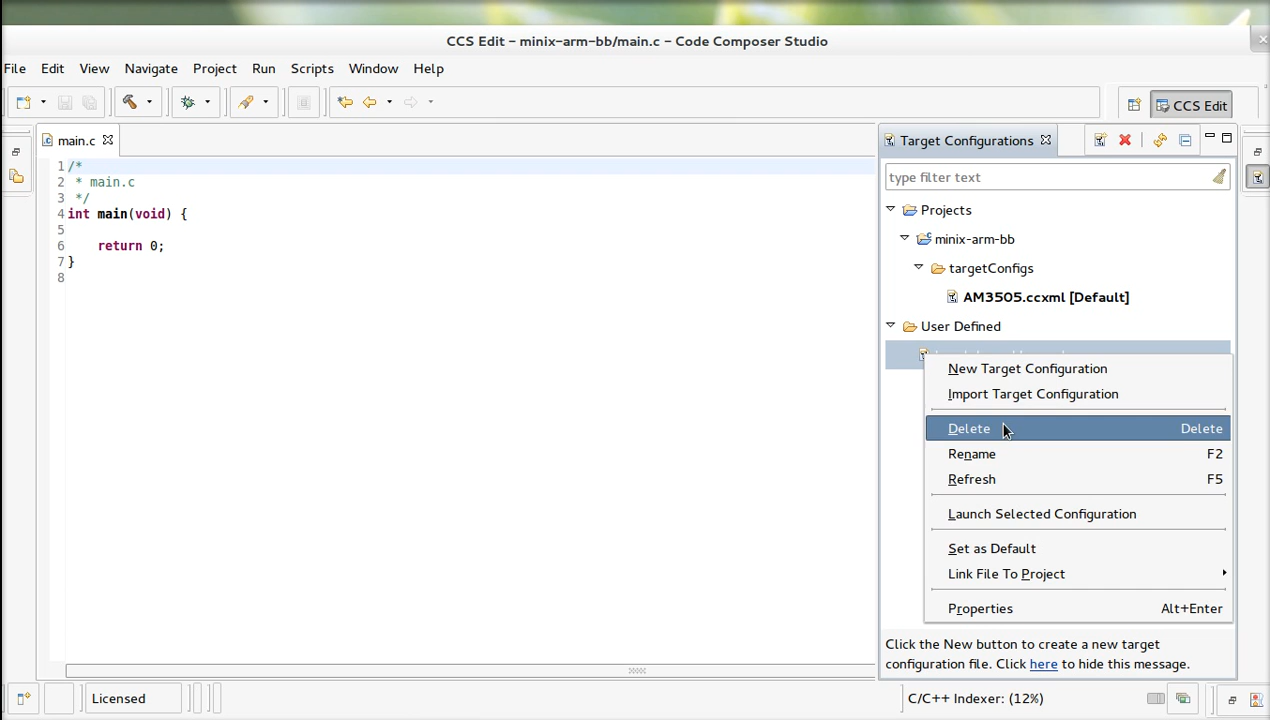 CCS Edit – minix-arm-bb/main.c – Code Composer Studio
File Edit View Navigate Project Run Scripts Window Help
CCS Edit
main.c
Target Configurations
type filter text
1 /*
2 * main.c
3 */
4 int main(void) {
5
6 return 0;
7 }
8
Projects
minix-arm-bb
targetConfigs
AM3505.ccxml [Default]
User Defined
New Target Configuration
Import Target Configuration
Delete Delete
Rename F2
Refresh F5
Launch Selected Configuration
Set as Default
Link File To Project
Properties Alt+Enter
Click the New button to create a new target
configuration file. Click here to hide this message.
Licensed
C/C++ Indexer: (12%)